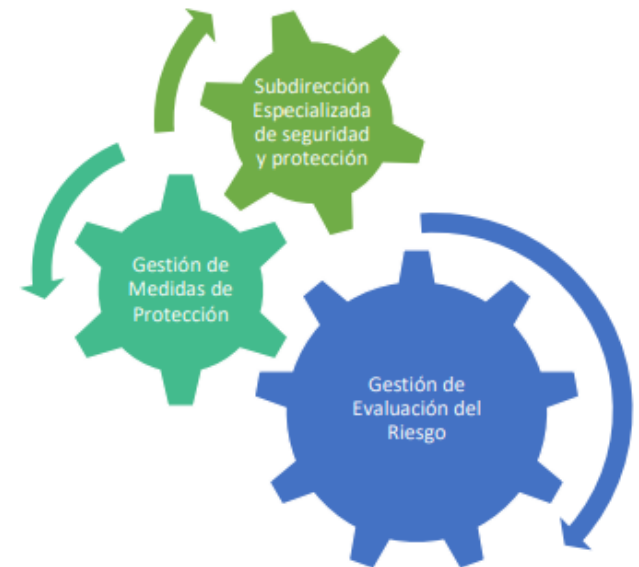 Subdirección
Especializada
de seguridad
y protección
Gestión de
Medidas de
Protección
Gestión de
Evaluación del
Riesgo